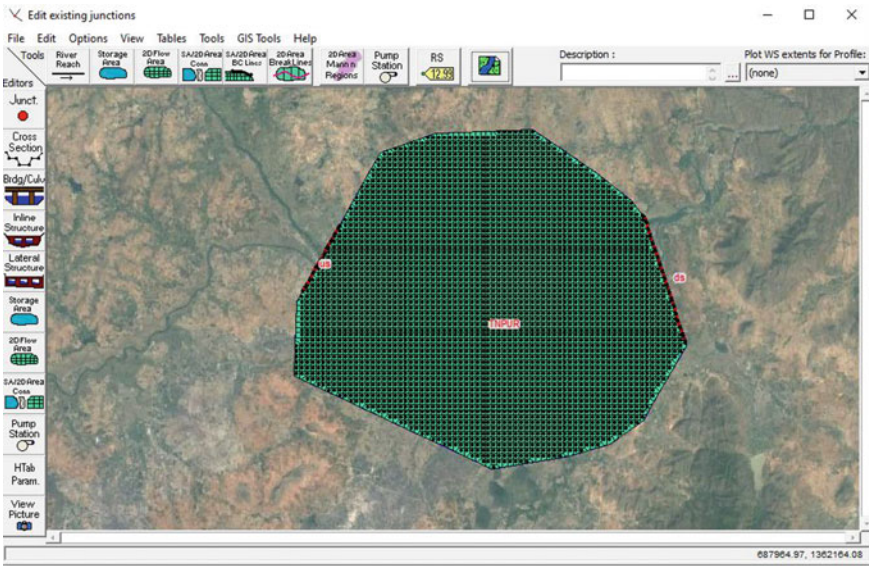 Edit existing junctions
File Edit Options View Tables Tools GIS Tools Help
Tools
Editors
River
Reach
Storage
Area
2D Flow
Area
SA/2D Area
Conn
SA/2D Area
BC Lines
2D Area
BreakLines
2D Area
Mann n
Regions
Pump
Station
RS
12.99
Description :
...
Plot WS extents for Profile:
(none)
Junct.
Cross
Section
Brdg/Culv
Inline
Structure
Lateral
Structure
Storage
Area
2D Flow
Area
SA/2D Area
Conn
Pump
Station
HTab
Param.
View
Picture
us
ds
TNPUR
687964.97, 1362164.08